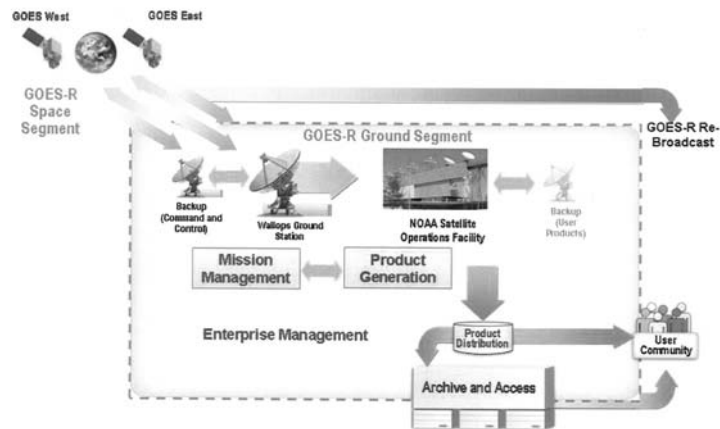 GOES West
GOES East
GOES-R
Space
Segment
GOES-R Ground Segment
GOES-R Re-
Broadcast
Backup
(Command and
Control)
Wallops Ground
Station
NOAA Satellite
Operations Facility
Backup
(User
Products)
Mission
Management
Product
Generation
Enterprise Management
Product
Distribution
User
Community
Archive and Access